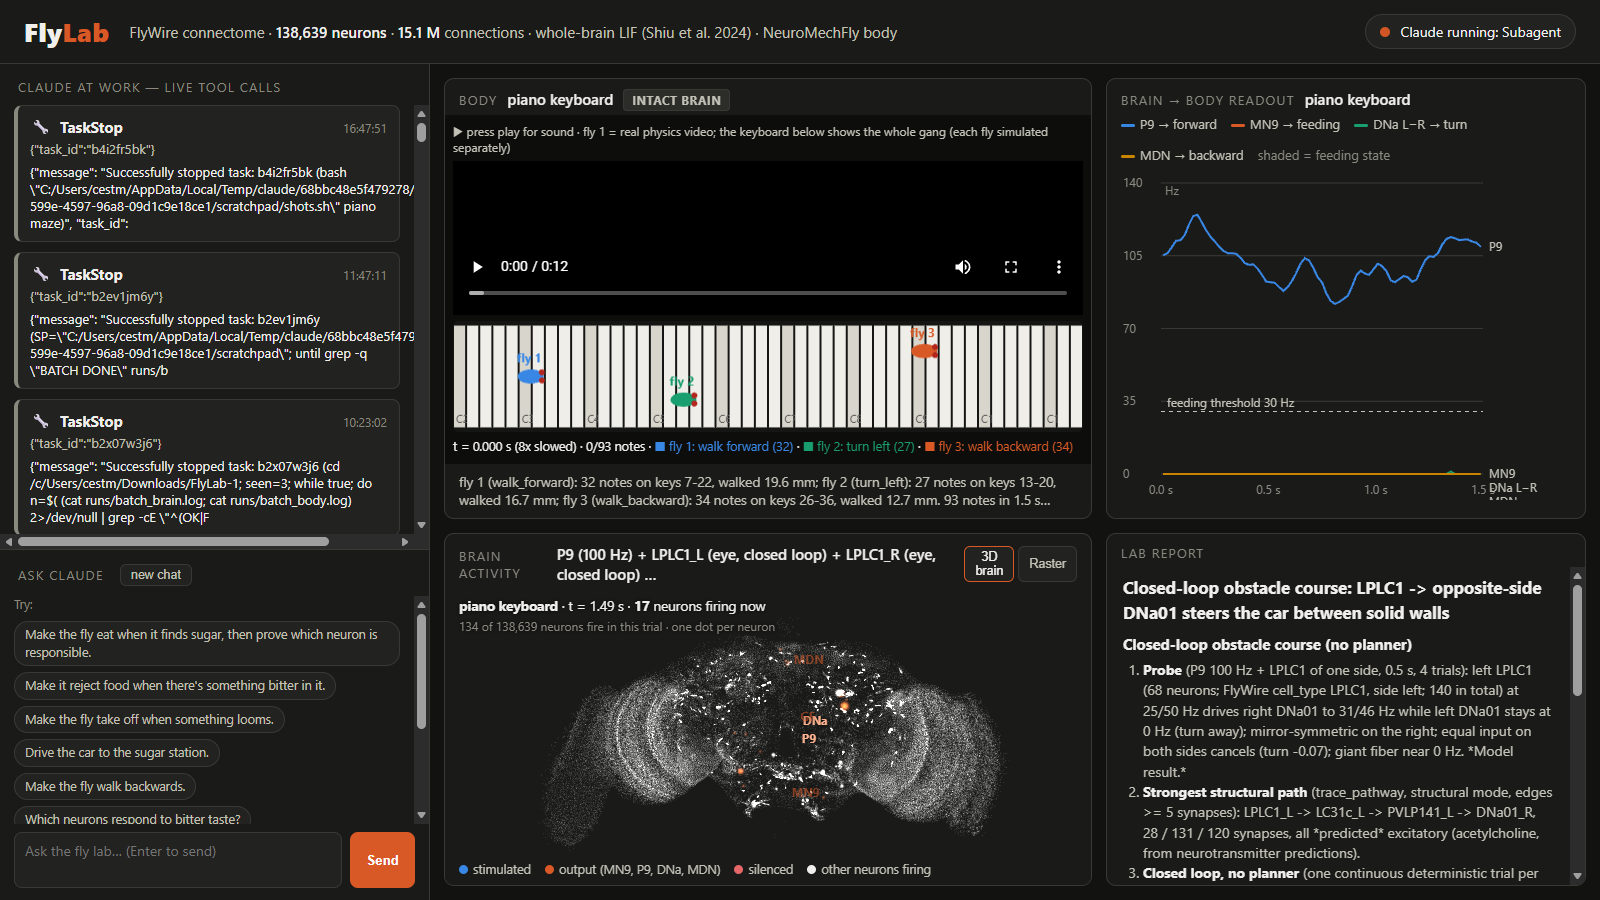 FlyLab
FlyWire connectome · 138,639 neurons · 15.1 M connections · whole-brain LIF (Shiu et al. 2024) · NeuroMechFly body
Claude running: Subagent
CLAUDE AT WORK — LIVE TOOL CALLS
TaskStop 16:47:51
{"task_id":"b4i2fr5bk"}
{"message": "Successfully stopped task: b4i2fr5bk (bash
\"C:/Users/cestm/AppData/Local/Temp/claude/68bbc48e5f479278/
599e-4597-96a8-09d1c9e18ce1/scratchpad/shots.sh\" piano
maze)", "task_id":
TaskStop 11:47:11
{"task_id":"b2ev1jm6y"}
{"message": "Successfully stopped task: b2ev1jm6y
(SP=\"C:/Users/cestm/AppData/Local/Temp/claude/68bbc48e5f479
599e-4597-96a8-09d1c9e18ce1/scratchpad\"; until grep -q
\"BATCH DONE\" runs/b
TaskStop 10:23:02
{"task_id":"b2x07w3j6"}
{"message": "Successfully stopped task: b2x07w3j6 (cd
/c/Users/cestm/Downloads/FlyLab-1; seen=3; while true; do
n=$( (cat runs/batch_brain.log; cat runs/batch_body.log)
2>/dev/null | grep -cE \"^(OK|F
ASK CLAUDE new chat
Try:
Make the fly eat when it finds sugar, then prove which neuron is
responsible.
Make it reject food when there's something bitter in it.
Make the fly take off when something looms.
Drive the car to the sugar station.
Make the fly walk backwards.
Which neurons respond to bitter taste?
Ask the fly lab... (Enter to send)
Send
BODY piano keyboard INTACT BRAIN
▶ press play for sound · fly 1 = real physics video; the keyboard below shows the whole gang (each fly simulated
separately)
0:00 / 0:12
fly 1
fly 2
fly 3
C3 C4 C5 C6 C7 C8 C9
t = 0.000 s (8x slowed) · 0/93 notes · fly 1: walk forward (32) · fly 2: turn left (27) · fly 3: walk backward (34)
fly 1 (walk_forward): 32 notes on keys 7-22, walked 19.6 mm; fly 2 (turn_left): 27 notes on keys 13-20,
walked 16.7 mm; fly 3 (walk_backward): 34 notes on keys 26-36, walked 12.7 mm. 93 notes in 1.5 s...
BRAIN ACTIVITY
P9 (100 Hz) + LPLC1_L (eye, closed loop) + LPLC1_R (eye,
closed loop) ...
3D brain
Raster
piano keyboard · t = 1.49 s · 17 neurons firing now
134 of 138,639 neurons fire in this trial · one dot per neuron
MDN
DNa
P9
MN9
stimulated output (MN9, P9, DNa, MDN) silenced other neurons firing
BRAIN → BODY READOUT piano keyboard
P9 → forward MN9 → feeding DNa L−R → turn
MDN → backward shaded = feeding state
140
Hz
105
P9
70
35
feeding threshold 30 Hz
0
MN9
DNa L−R
MDN
0.0 s 0.5 s 1.0 s 1.5
LAB REPORT
Closed-loop obstacle course: LPLC1 -> opposite-side
DNa01 steers the car between solid walls
Closed-loop obstacle course (no planner)
1. Probe (P9 100 Hz + LPLC1 of one side, 0.5 s, 4 trials): left LPLC1
(68 neurons; FlyWire cell_type LPLC1, side left; 140 in total) at
25/50 Hz drives right DNa01 to 31/46 Hz while left DNa01 stays at
0 Hz (turn away); mirror-symmetric on the right; equal input on
both sides cancels (turn -0.07); giant fiber near 0 Hz. *Model
result.*
2. Strongest structural path (trace_pathway, structural mode, edges
>= 5 synapses): LPLC1_L -> LC31c_L -> PVLP141_L -> DNa01_R,
28 / 131 / 120 synapses, all *predicted* excitatory (acetylcholine,
from neurotransmitter predictions).
3. Closed loop, no planner (one continuous deterministic trial per